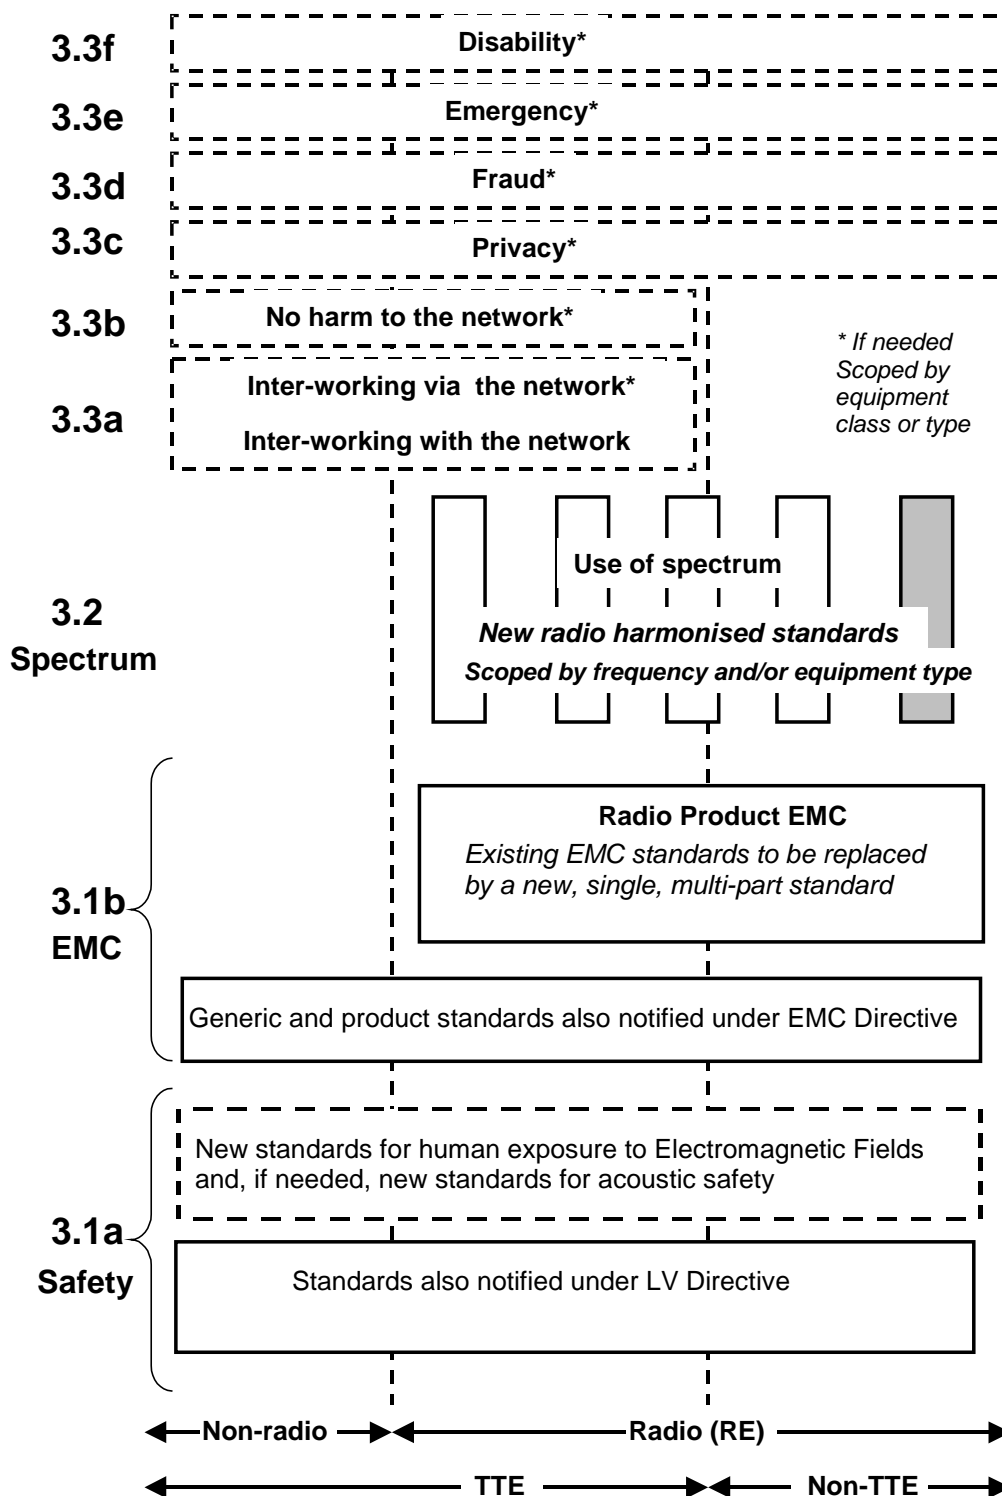 3.3f
Disability*
3.3e
Emergency*
3.3d
Fraud*
3.3c
Privacy*
3.3b
No harm to the network*
* If needed
Scoped by
equipment
class or type
3.3a
Inter-working via the network*
Inter-working with the network
3.2
Spectrum
Use of spectrum
New radio harmonised standards
Scoped by frequency and/or equipment type
3.1b
EMC
Radio Product EMC
Existing EMC standards to be replaced
by a new, single, multi-part standard
Generic and product standards also notified under EMC Directive
3.1a
Safety
New standards for human exposure to Electromagnetic Fields
and, if needed, new standards for acoustic safety
Standards also notified under LV Directive
Non-radio
Radio (RE)
TTE
Non-TTE